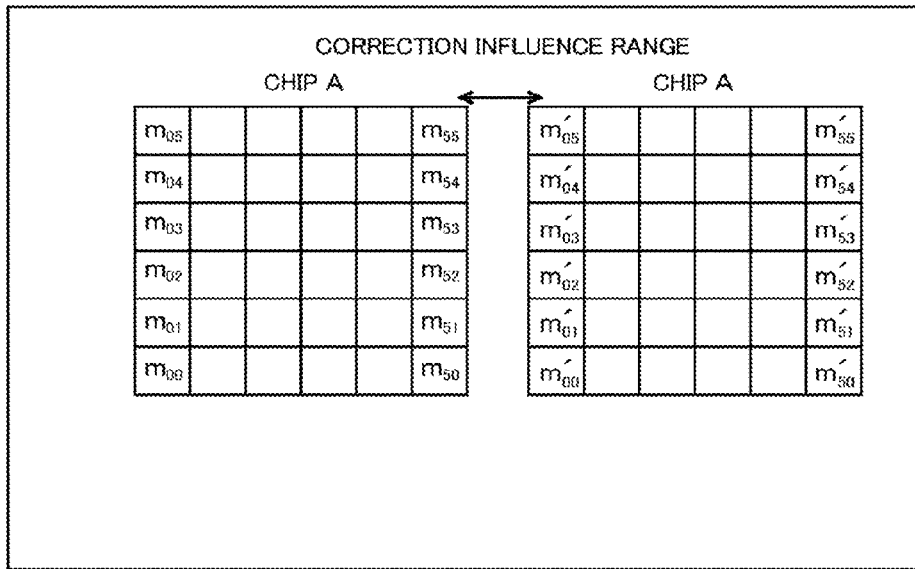 CORRECTION INFLUENCE RANGE
CHIP A CHIP A
m05 m55 m´05 m´55
m04 m54 m´04 m´54
m03 m53 m´03 m´53
m02 m52 m´02 m´52
m01 m51 m´01 m´51
m00 m50 m´00 m´50